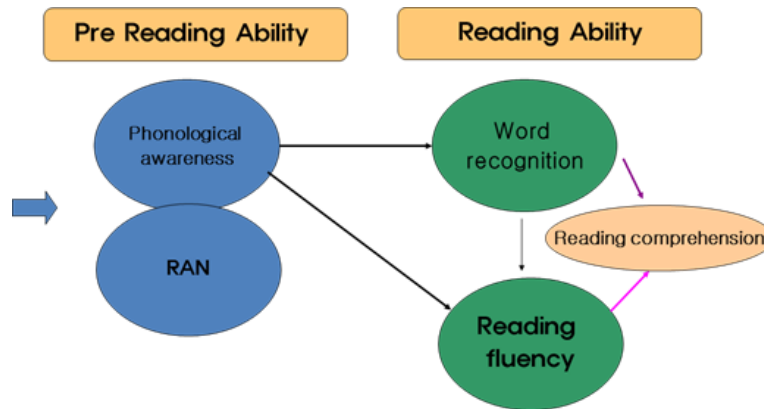 Pre Reading Ability
Reading Ability
Phonological
awareness
Word
recognition
Reading comprehension
RAN
Reading
fluency